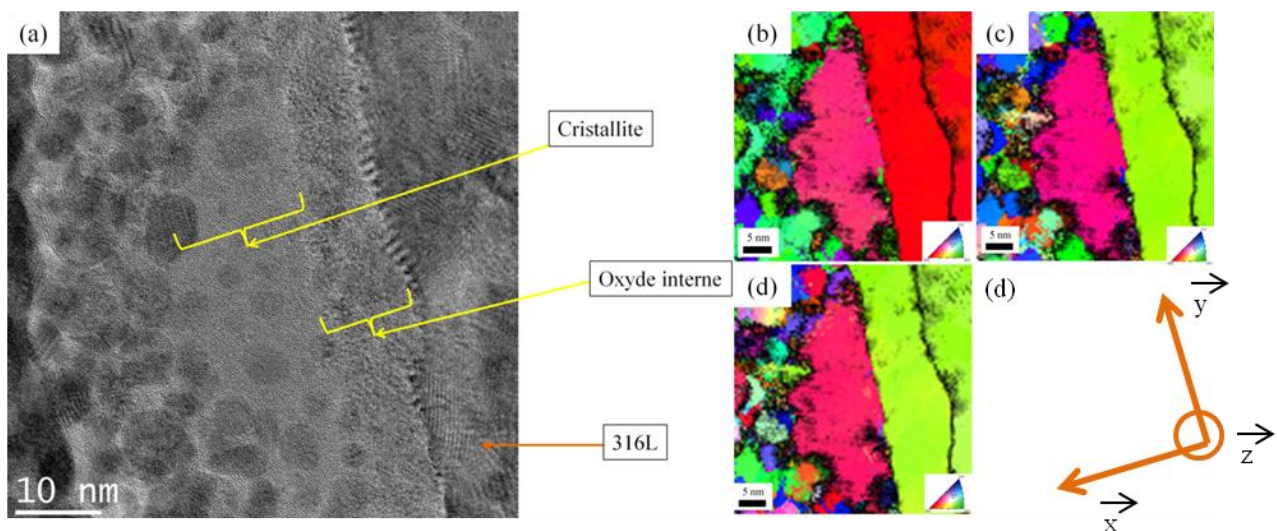 (a)
Cristallite
Oxyde interne
316L
10 nm
(b)
5 nm
(c)
5 nm
(d)
5 nm
(d)
y
z
x